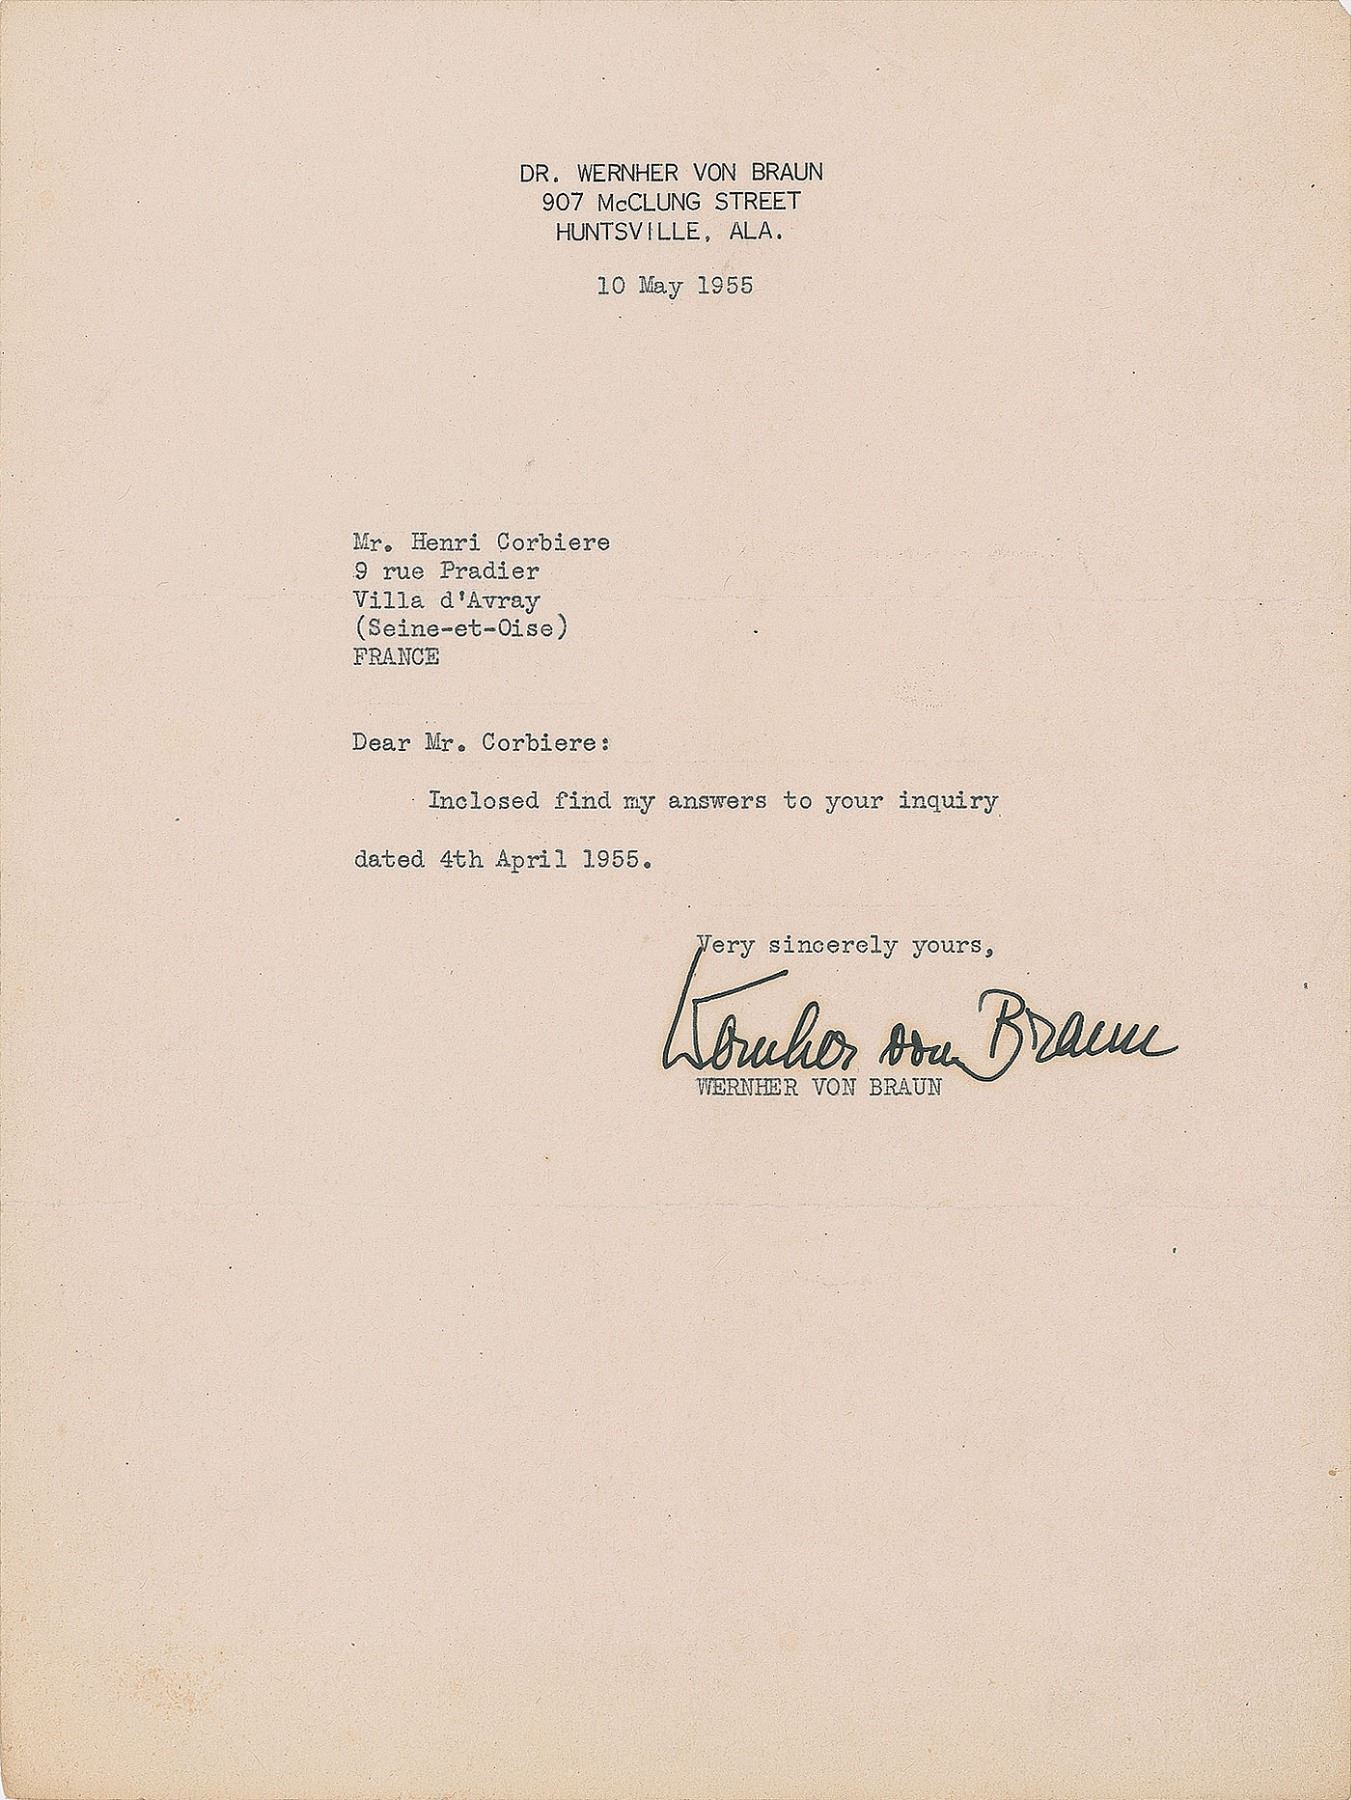 DR. WERNHER VON BRAUN
907 McCLUNG STREET
HUNTSVILLE, ALA.
10 May 1955
Mr. Henri Corbiere
9 rue Pradier
Villa d'Avray
(Seine-et-Oise)
FRANCE
Dear Mr. Corbiere:
Inclosed find my answers to your inquiry
dated 4th April 1955.
Very sincerely yours,
Wernher von Braun
WERNHER VON BRAUN